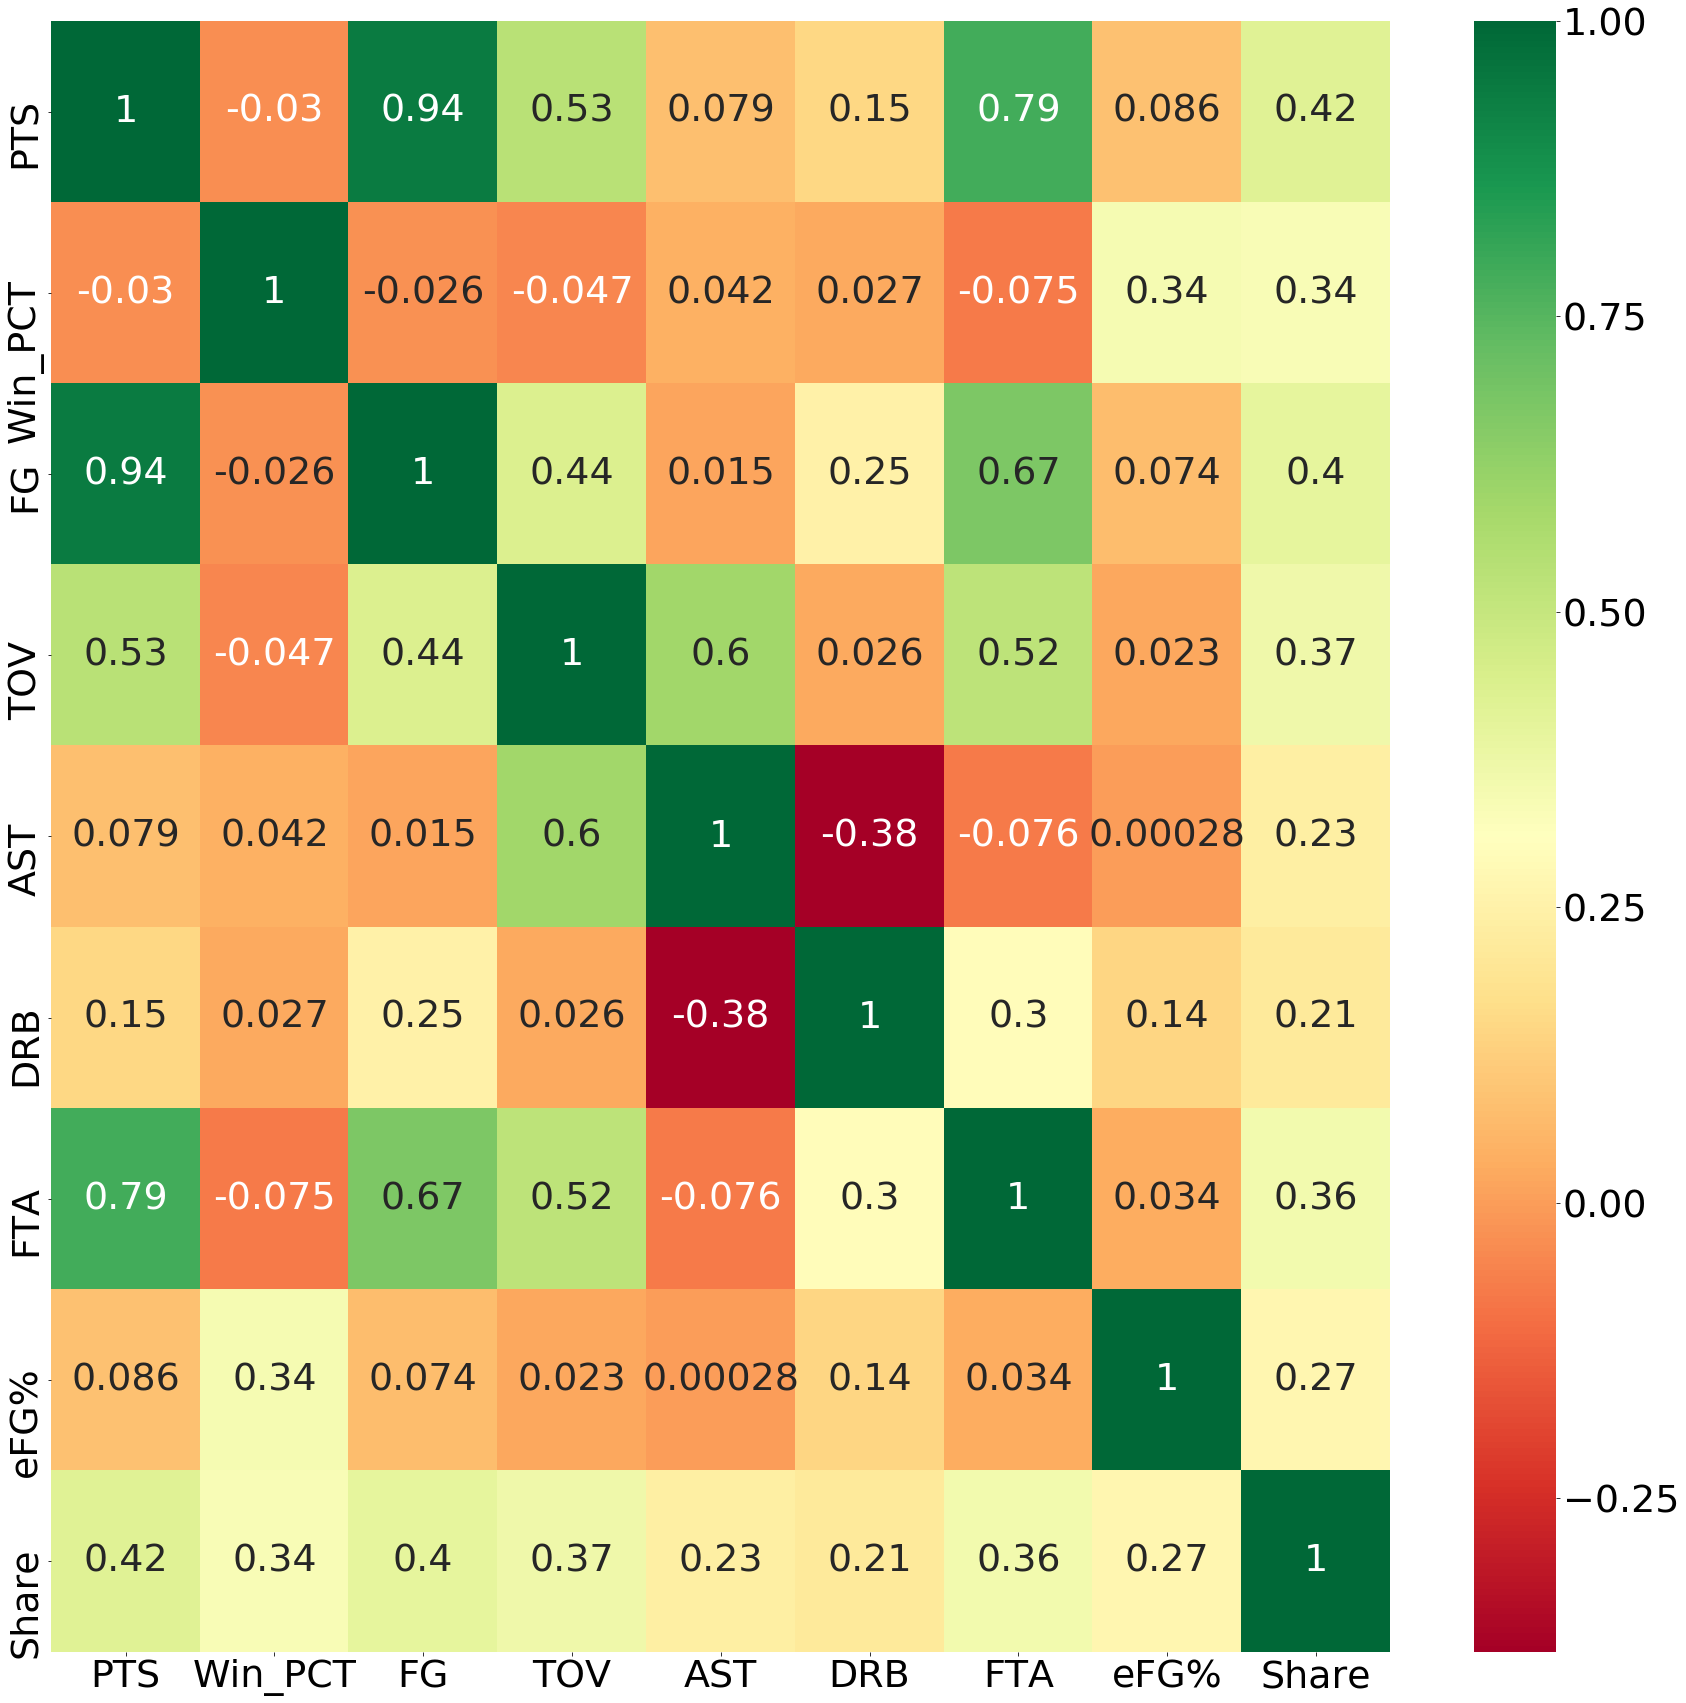 PTS 1 -0.03 0.94 0.53 0.079 0.15 0.79 0.086 0.42
Win_PCT -0.03 1 -0.026 -0.047 0.042 0.027 -0.075 0.34 0.34
FG 0.94 -0.026 1 0.44 0.015 0.25 0.67 0.074 0.4
TOV 0.53 -0.047 0.44 1 0.6 0.026 0.52 0.023 0.37
AST 0.079 0.042 0.015 0.6 1 -0.38 -0.076 0.00028 0.23
DRB 0.15 0.027 0.25 0.026 -0.38 1 0.3 0.14 0.21
FTA 0.79 -0.075 0.67 0.52 -0.076 0.3 1 0.034 0.36
eFG% 0.086 0.34 0.074 0.023 0.00028 0.14 0.034 1 0.27
Share 0.42 0.34 0.4 0.37 0.23 0.21 0.36 0.27 1
PTS Win_PCT FG TOV AST DRB FTA eFG% Share
1.00
0.75
0.50
0.25
0.00
−0.25